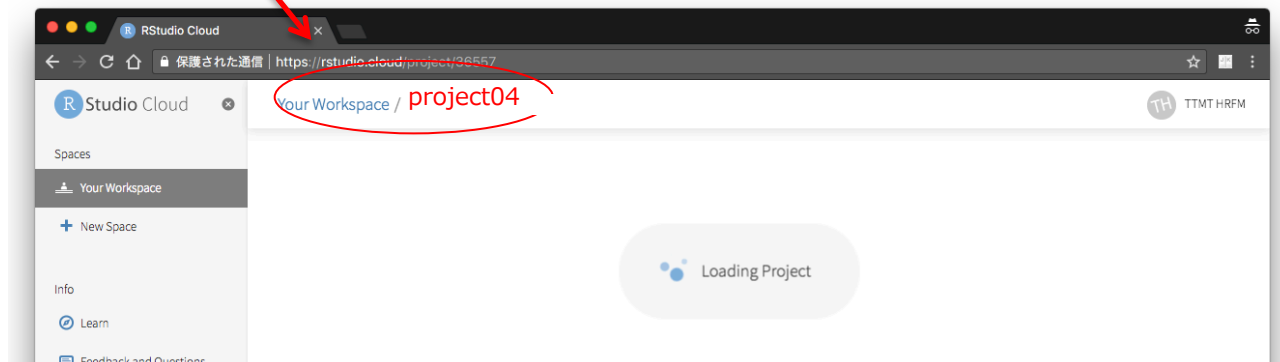 RStudio Cloud
保護された通信 | https://rstudio.cloud/project/36557
R Studio Cloud
Your Workspace / project04
TH TTMT HRFM
Spaces
Your Workspace
New Space
Loading Project
Info
Learn
Feedback and Questions